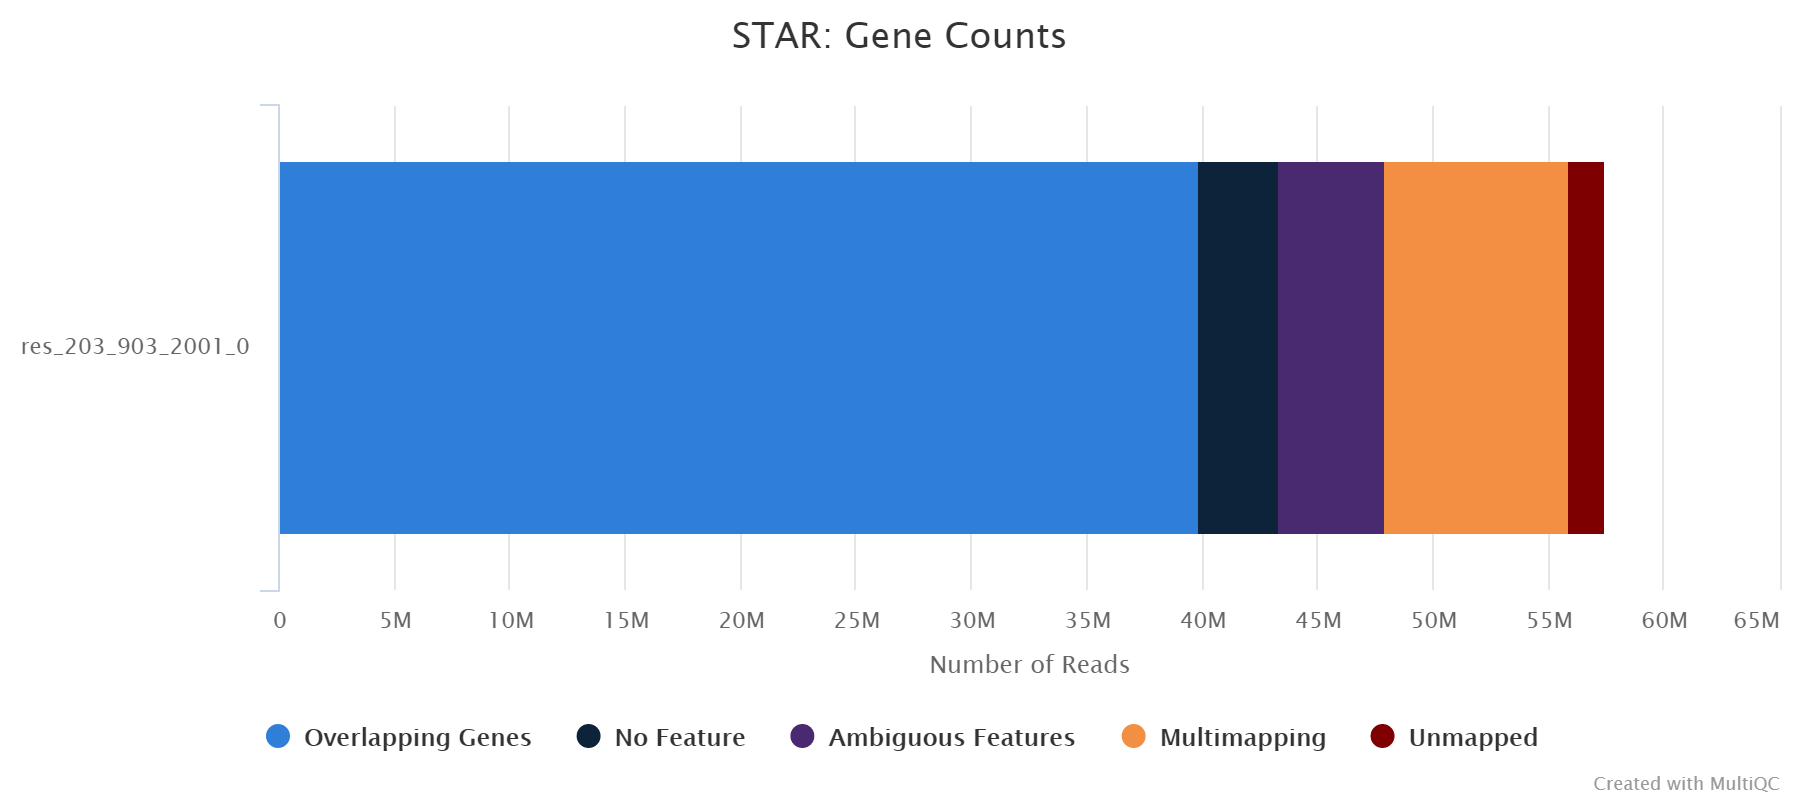 STAR: Gene Counts
res_203_903_2001_0
0 5M 10M 15M 20M 25M 30M 35M 40M 45M 50M 55M 60M 65M
Number of Reads
Overlapping Genes No Feature Ambiguous Features Multimapping Unmapped
Created with MultiQC